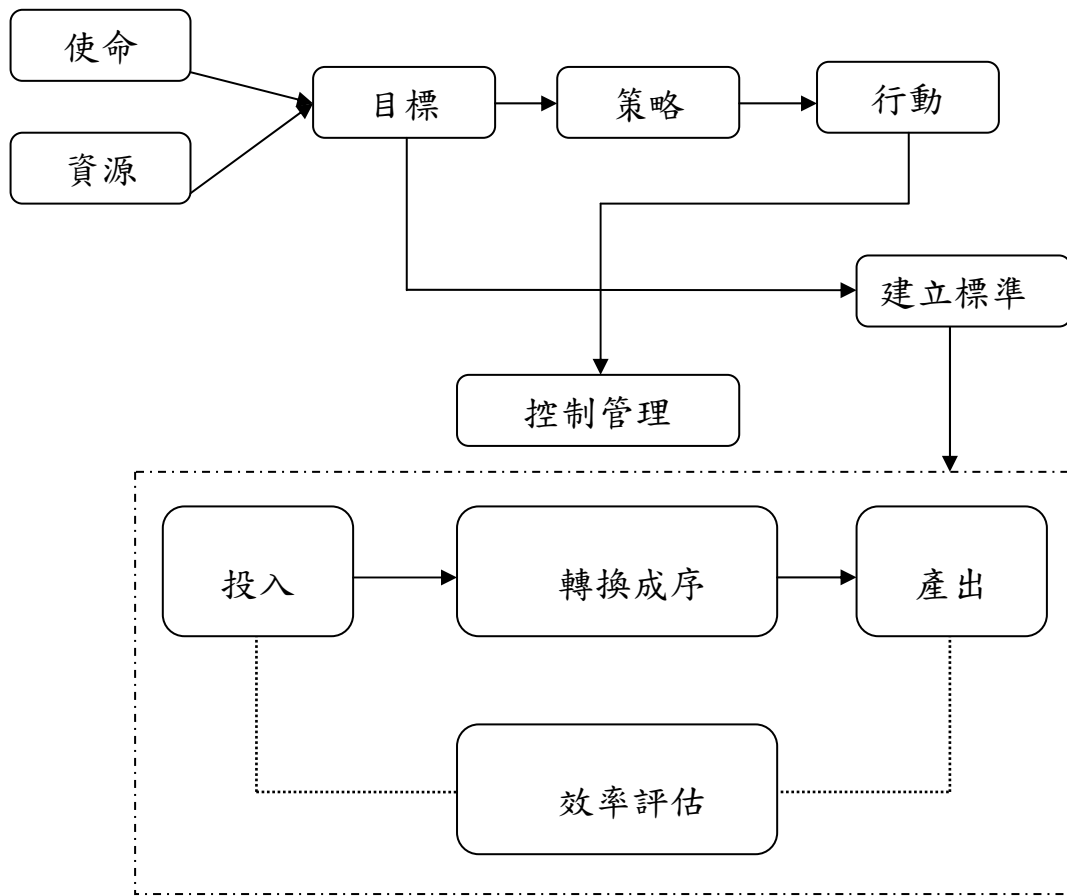 使命
目標
策略
行動
資源
建立標準
控制管理
投入
轉換成序
產出
效率評估